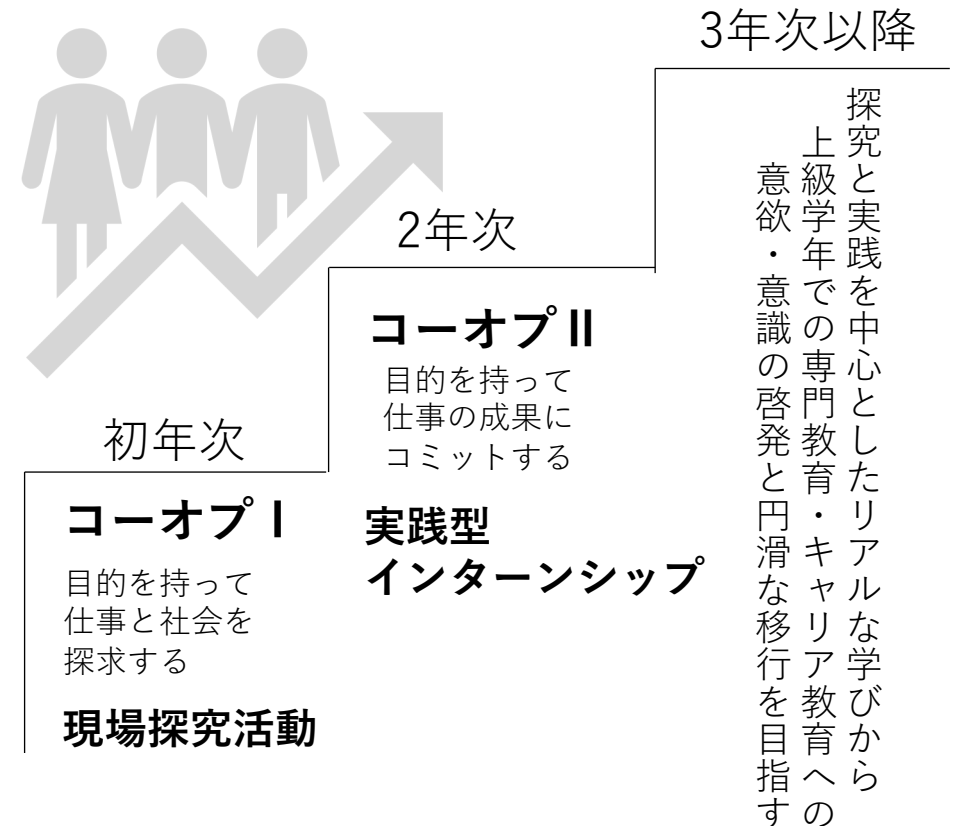 初年次
コーオプⅠ
目的を持って
仕事と社会を
探求する
現場探究活動
2年次
コーオプⅡ
目的を持って
仕事の成果に
コミットする
実践型
インターンシップ
3年次以降
探究と実践を中心としたリアルな学びから
上級学年での専門教育・キャリア教育への
意欲・意識の啓発と円滑な移行を目指す